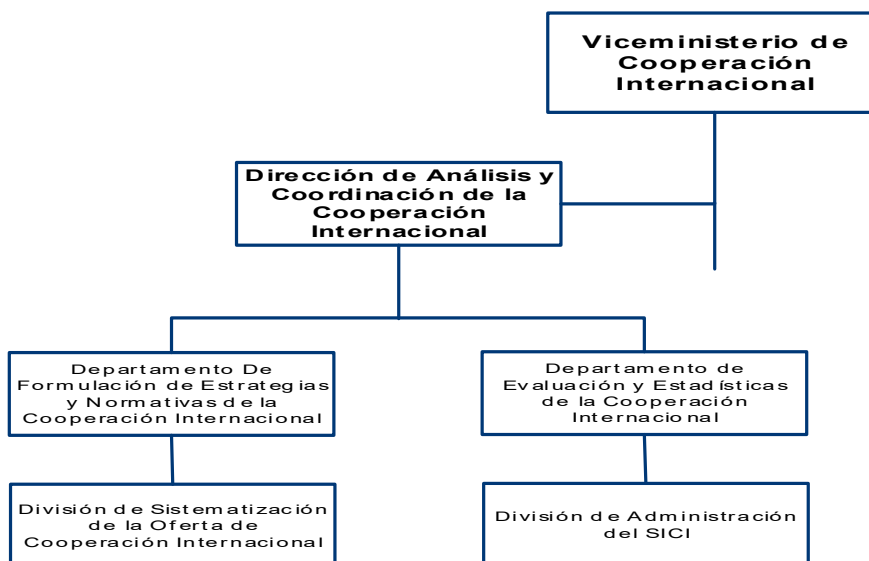 Viceministerio de
Cooperación
Internacional
Dirección de Análisis y
Coordinación de la
Cooperación
Internacional
Departamento De
Formulación de Estrategias
y Normativas de la
Cooperación Internacional
Departamento de
Evaluación y Estadísticas
de la Cooperación
Internacional
División de Sistematización
de la Oferta de
Cooperación Internacional
División de Administración
del SICI